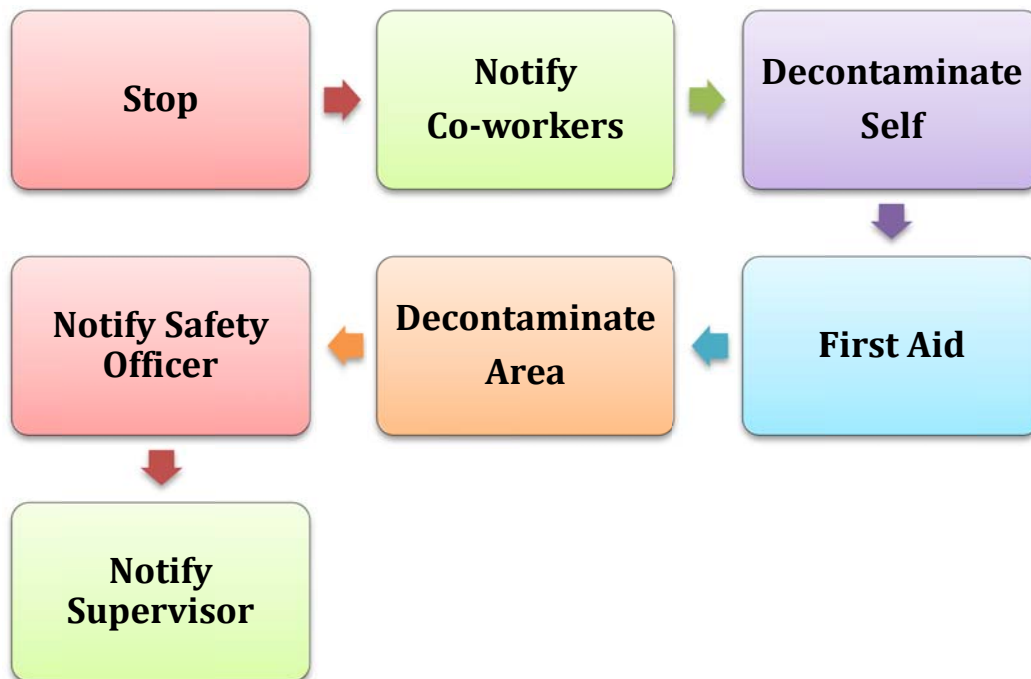 Stop
Notify
Co-workers
Decontaminate
Self
First Aid
Decontaminate
Area
Notify Safety
Officer
Notify
Supervisor